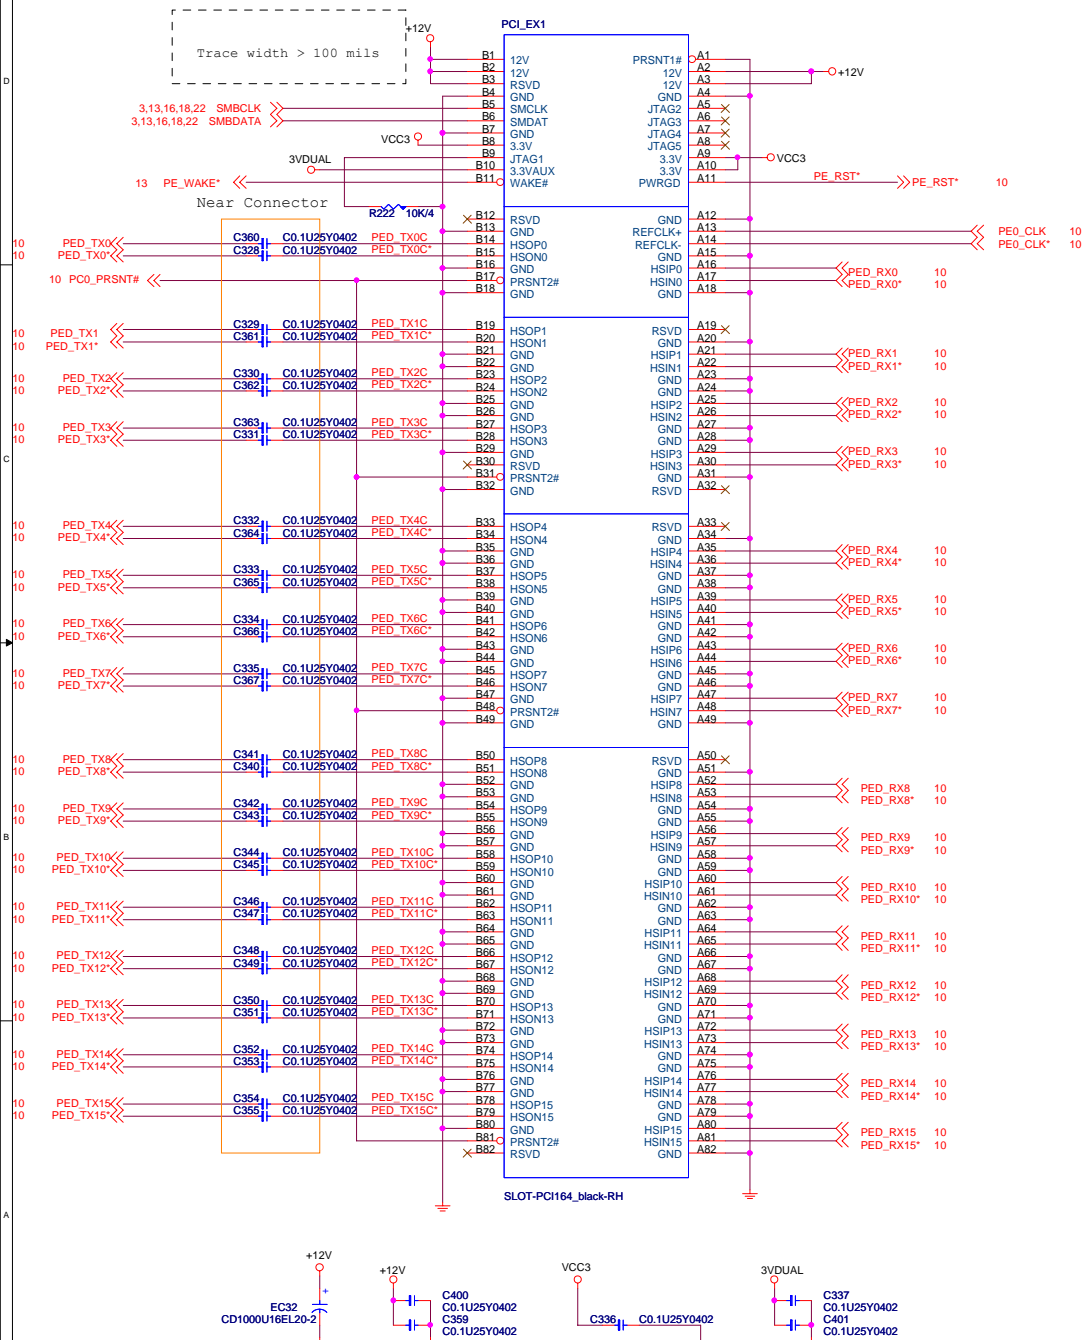 PCI_EX1
+12V
Trace width > 100 mils
B1 12V PRSNT1# A1
B2 12V 12V A2 +12V
B3 RSVD 12V A3
B4 GND GND A4
3,13,16,18,22 SMBCLK B5 SMCLK JTAG2 A5
3,13,16,18,22 SMBDATA B6 SMDAT JTAG3 A6
B7 GND JTAG4 A7
VCC3 B8 3.3V JTAG5 A8
3VDUAL B9 JTAG1 3.3V A9 VCC3
B10 3.3VAUX 3.3V A10
13 PE_WAKE* B11 WAKE# PWRGD A11 PE_RST* PE_RST* 10
Near Connector
R222 10K/4
B12 RSVD GND A12
B13 GND REFCLK+ A13 PE0_CLK 10
10 PED_TX0 C360 C0.1U25Y0402 PED_TX0C B14 HSOP0 REFCLK- A14 PE0_CLK* 10
10 PED_TX0* C328 C0.1U25Y0402 PED_TX0C* B15 HSON0 GND A15
B16 GND HSIP0 A16 PED_RX0 10
10 PC0_PRSNT# B17 PRSNT2# HSIN0 A17 PED_RX0* 10
B18 GND GND A18
10 PED_TX1 C329 C0.1U25Y0402 PED_TX1C B19 HSOP1 RSVD A19
10 PED_TX1* C361 C0.1U25Y0402 PED_TX1C* B20 HSON1 GND A20
B21 GND HSIP1 A21 PED_RX1 10
B22 GND HSIN1 A22 PED_RX1* 10
10 PED_TX2 C330 C0.1U25Y0402 PED_TX2C B23 HSOP2 GND A23
10 PED_TX2* C362 C0.1U25Y0402 PED_TX2C* B24 HSON2 GND A24
B25 GND HSIP2 A25 PED_RX2 10
B26 GND HSIN2 A26 PED_RX2* 10
10 PED_TX3 C363 C0.1U25Y0402 PED_TX3C B27 HSOP3 GND A27
10 PED_TX3* C331 C0.1U25Y0402 PED_TX3C* B28 HSON3 GND A28
B29 GND HSIP3 A29 PED_RX3 10
B30 RSVD HSIN3 A30 PED_RX3* 10
B31 PRSNT2# GND A31
B32 GND RSVD A32
10 PED_TX4 C332 C0.1U25Y0402 PED_TX4C B33 HSOP4 RSVD A33
10 PED_TX4* C364 C0.1U25Y0402 PED_TX4C* B34 HSON4 GND A34
B35 GND HSIP4 A35 PED_RX4 10
B36 GND HSIN4 A36 PED_RX4* 10
10 PED_TX5 C333 C0.1U25Y0402 PED_TX5C B37 HSOP5 GND A37
10 PED_TX5* C365 C0.1U25Y0402 PED_TX5C* B38 HSON5 GND A38
B39 GND HSIP5 A39 PED_RX5 10
B40 GND HSIN5 A40 PED_RX5* 10
10 PED_TX6 C334 C0.1U25Y0402 PED_TX6C B41 HSOP6 GND A41
10 PED_TX6* C366 C0.1U25Y0402 PED_TX6C* B42 HSON6 GND A42
B43 GND HSIP6 A43 PED_RX6 10
B44 GND HSIN6 A44 PED_RX6* 10
10 PED_TX7 C335 C0.1U25Y0402 PED_TX7C B45 HSOP7 GND A45
10 PED_TX7* C367 C0.1U25Y0402 PED_TX7C* B46 HSON7 GND A46
B47 GND HSIP7 A47 PED_RX7 10
B48 PRSNT2# HSIN7 A48 PED_RX7* 10
B49 GND GND A49
10 PED_TX8 C341 C0.1U25Y0402 PED_TX8C B50 HSOP8 RSVD A50
10 PED_TX8* C340 C0.1U25Y0402 PED_TX8C* B51 HSON8 GND A51
B52 GND HSIP8 A52 PED_RX8 10
B53 GND HSIN8 A53 PED_RX8* 10
10 PED_TX9 C342 C0.1U25Y0402 PED_TX9C B54 HSOP9 GND A54
10 PED_TX9* C343 C0.1U25Y0402 PED_TX9C* B55 HSON9 GND A55
B56 GND HSIP9 A56 PED_RX9 10
B57 GND HSIN9 A57 PED_RX9* 10
10 PED_TX10 C344 C0.1U25Y0402 PED_TX10C B58 HSOP10 GND A58
10 PED_TX10* C345 C0.1U25Y0402 PED_TX10C* B59 HSON10 GND A59
B60 GND HSIP10 A60 PED_RX10 10
B61 GND HSIN10 A61 PED_RX10* 10
10 PED_TX11 C346 C0.1U25Y0402 PED_TX11C B62 HSOP11 GND A62
10 PED_TX11* C347 C0.1U25Y0402 PED_TX11C* B63 HSON11 GND A63
B64 GND HSIP11 A64 PED_RX11 10
B65 GND HSIN11 A65 PED_RX11* 10
10 PED_TX12 C348 C0.1U25Y0402 PED_TX12C B66 HSOP12 GND A66
10 PED_TX12* C349 C0.1U25Y0402 PED_TX12C* B67 HSON12 GND A67
B68 GND HSIP12 A68 PED_RX12 10
B69 GND HSIN12 A69 PED_RX12* 10
10 PED_TX13 C350 C0.1U25Y0402 PED_TX13C B70 HSOP13 GND A70
10 PED_TX13* C351 C0.1U25Y0402 PED_TX13C* B71 HSON13 GND A71
B72 GND HSIP13 A72 PED_RX13 10
B73 GND HSIN13 A73 PED_RX13* 10
10 PED_TX14 C352 C0.1U25Y0402 PED_TX14C B74 HSOP14 GND A74
10 PED_TX14* C353 C0.1U25Y0402 PED_TX14C* B75 HSON14 GND A75
B76 GND HSIP14 A76 PED_RX14 10
B77 GND HSIN14 A77 PED_RX14* 10
10 PED_TX15 C354 C0.1U25Y0402 PED_TX15C B78 HSOP15 GND A78
10 PED_TX15* C355 C0.1U25Y0402 PED_TX15C* B79 HSON15 GND A79
B80 GND HSIP15 A80 PED_RX15 10
B81 PRSNT2# HSIN15 A81 PED_RX15* 10
B82 RSVD GND A82
SLOT-PCI164_black-RH
D
C
B
A
+12V
+
EC32
CD1000U16EL20-2
+12V
C400
C0.1U25Y0402
C359
C0.1U25Y0402
VCC3
C336 C0.1U25Y0402
3VDUAL
C337
C0.1U25Y0402
C401
C0.1U25Y0402